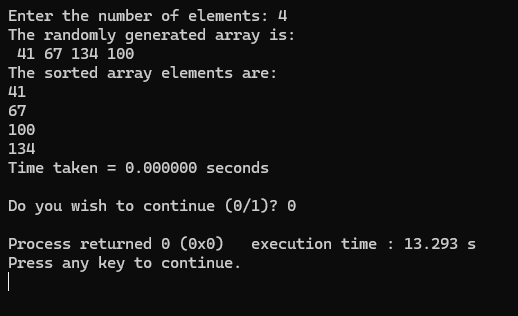 Enter the number of elements: 4
The randomly generated array is:
 41 67 134 100
The sorted array elements are:
41
67
100
134
Time taken = 0.000000 seconds
Do you wish to continue (0/1)? 0
Process returned 0 (0x0)   execution time : 13.293 s
Press any key to continue.